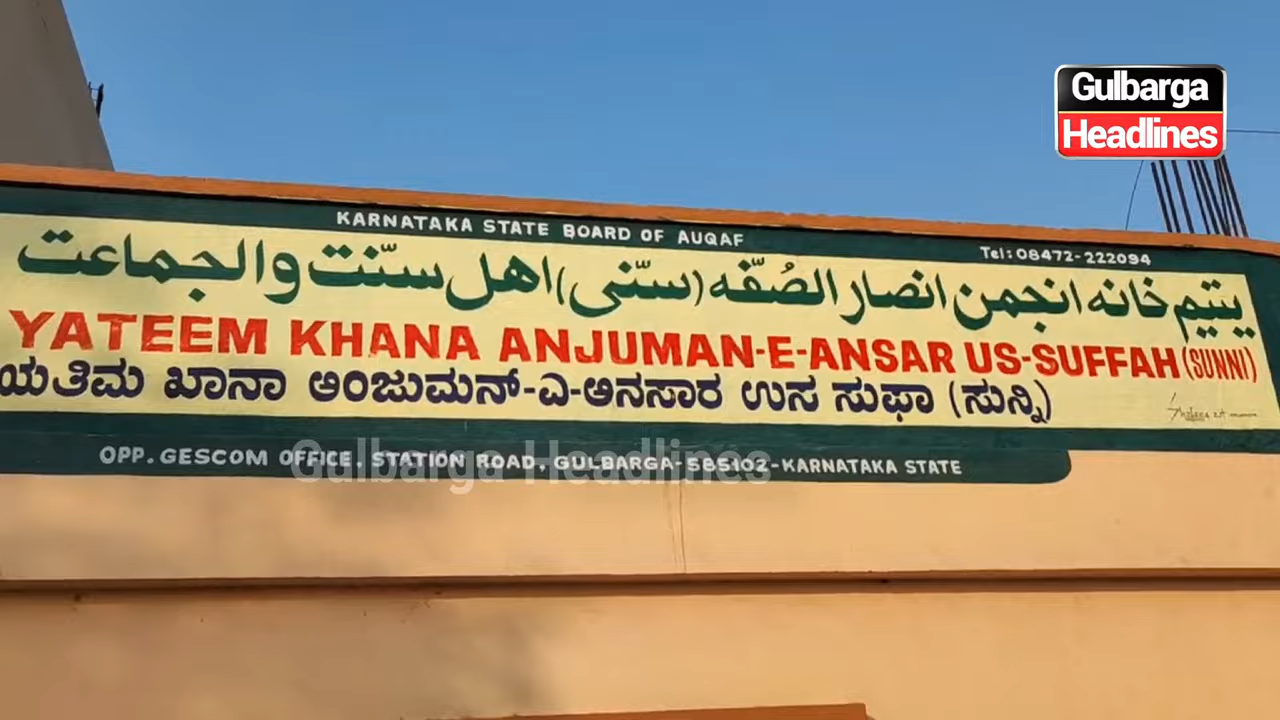 Gulbarga
Headlines
KARNATAKA STATE BOARD OF AUQAF
Tel: 08472-222094
یتیم خانہ انجمن انصار الصُفّہ (سنّی) اھل سنّت والجماعت
YATEEM KHANA ANJUMAN-E-ANSAR US-SUFFAH (SUNNI)
ಯತಿಮ ಖಾನಾ ಅಂಜುಮನ್-ಎ-ಅನಸಾರ ಉಸ ಸುಫಾ (ಸುನ್ನಿ)
OPP. GESCOM OFFICE, STATION ROAD, GULBARGA-585102-KARNATAKA STATE
Gulbarga Headlines